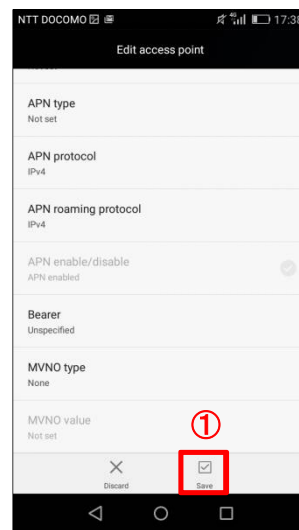 NTT DOCOMO 4G 17:38
Edit access point
APN type
Not set
APN protocol
IPv4
APN roaming protocol
IPv4
APN enable/disable
APN enabled
Bearer
Unspecified
MVNO type
None
MVNO value
Not set
①
Discard
Save